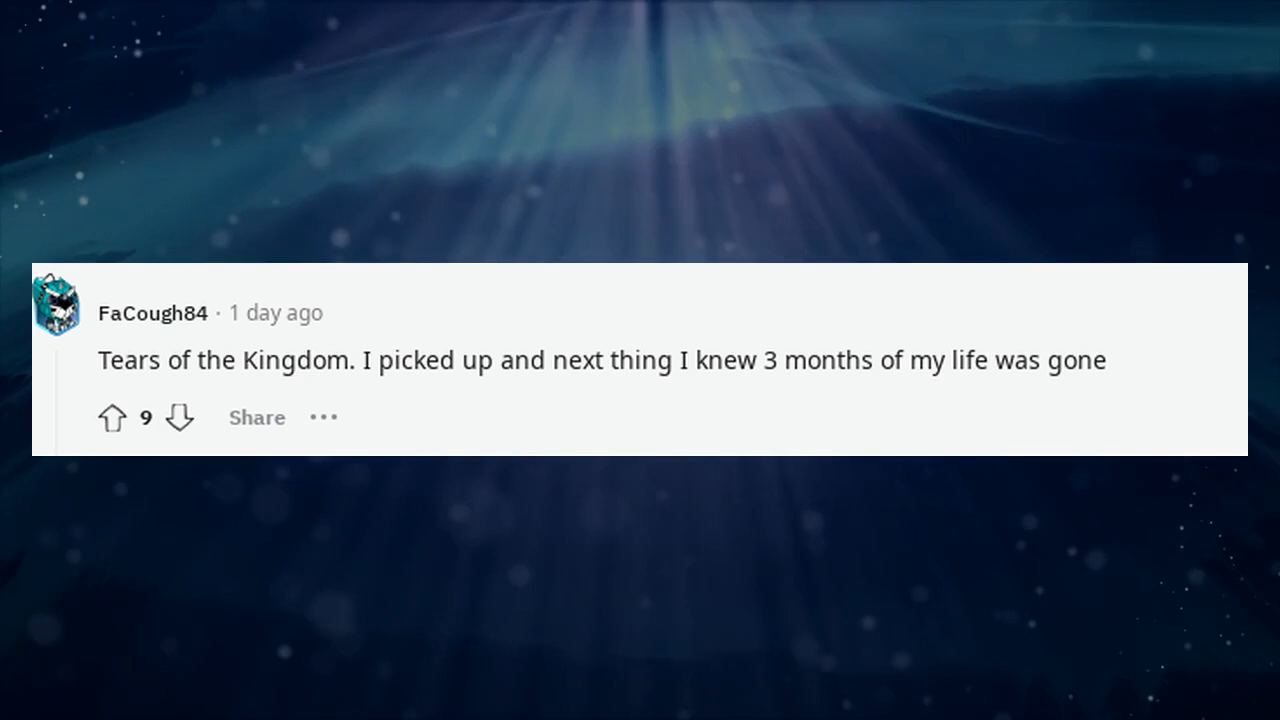 FaCough84 · 1 day ago
Tears of the Kingdom. I picked up and next thing I knew 3 months of my life was gone
9 Share ···